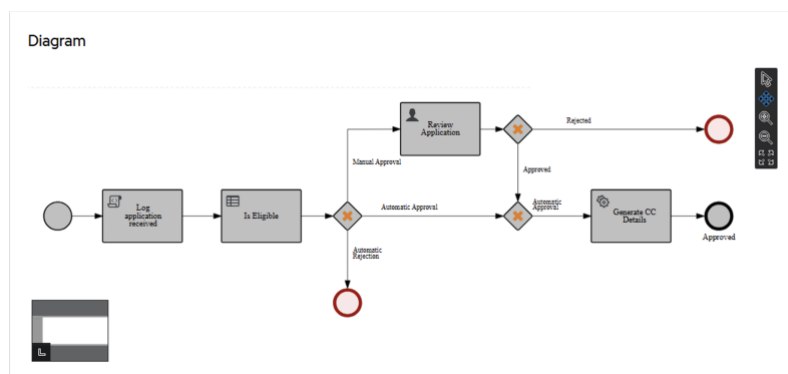 Diagram
Review
Application
Rejected
Manual Approval
Approved
Log
application
received
Is Eligible
Automatic Approval
Automatic
Approval
Generate CC
Details
Approved
Automatic
Rejection